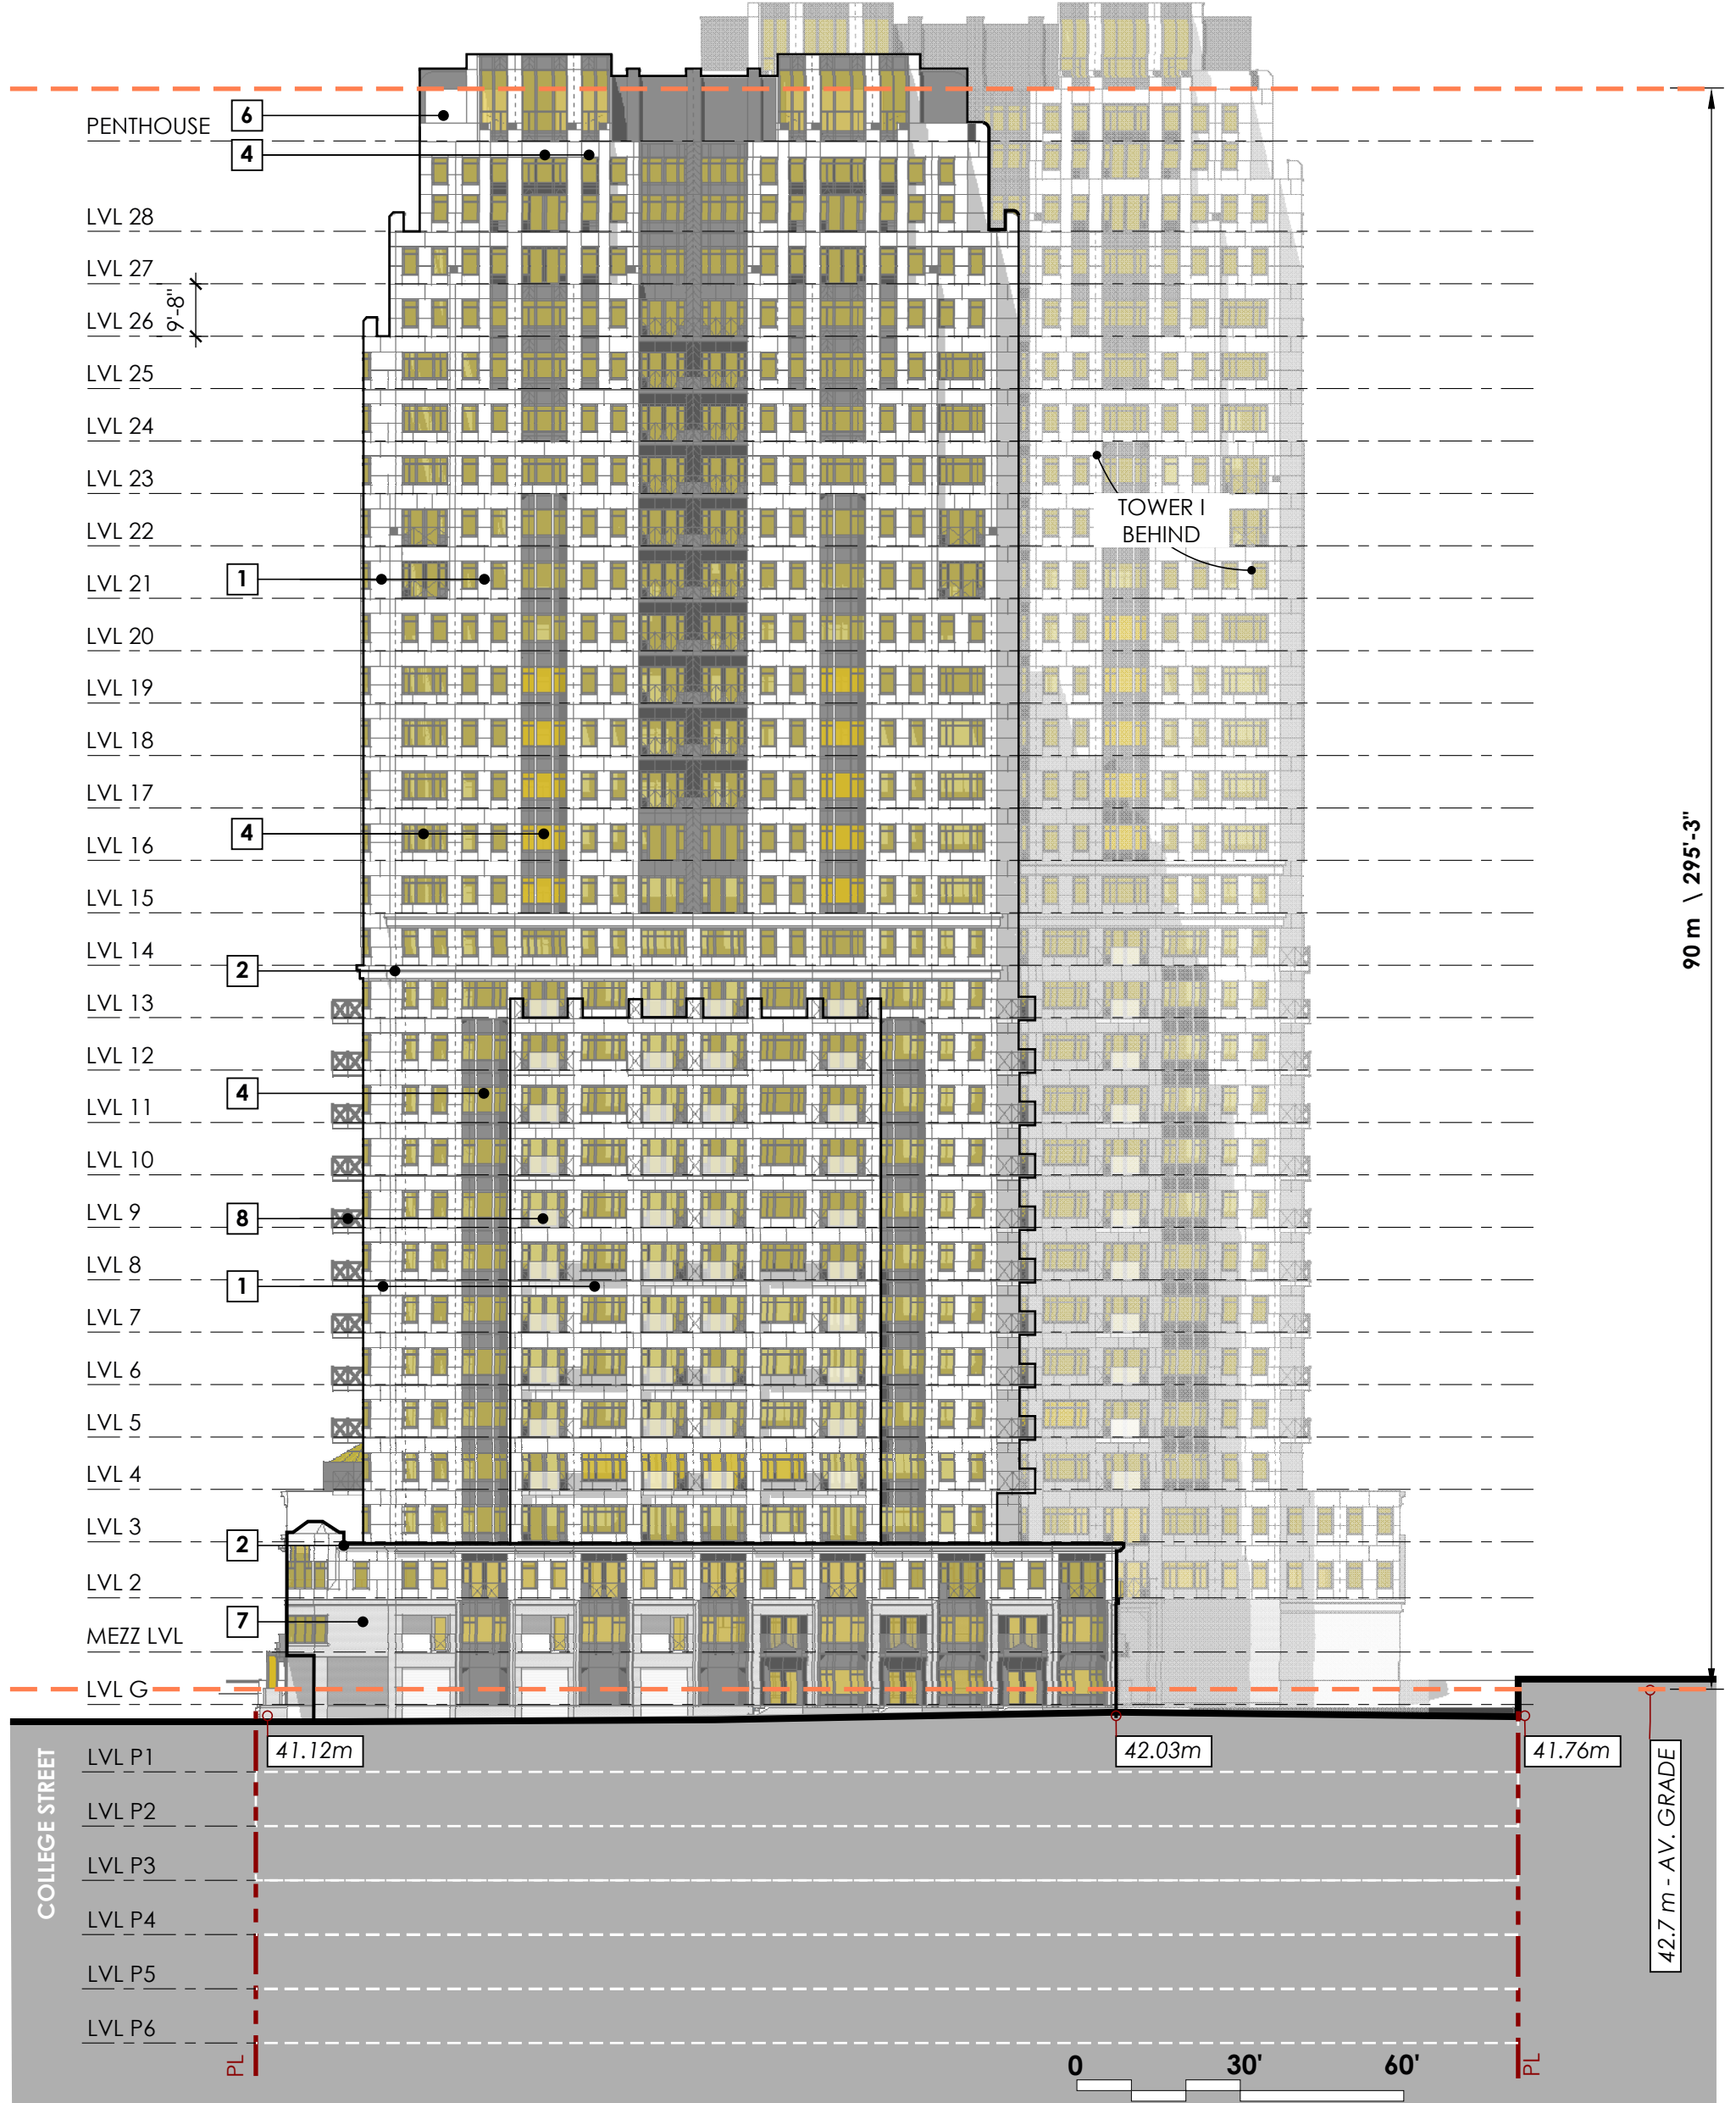 PENTHOUSE
6
4
LVL 28
LVL 27
9'-8"
LVL 26
LVL 25
LVL 24
LVL 23
TOWER I
BEHIND
LVL 22
LVL 21
1
LVL 20
LVL 19
LVL 18
LVL 17
4
LVL 16
90 m \ 295'-3"
LVL 15
LVL 14
2
LVL 13
LVL 12
4
LVL 11
LVL 10
LVL 9
8
LVL 8
1
LVL 7
LVL 6
LVL 5
LVL 4
LVL 3
2
LVL 2
7
MEZZ LVL
LVL G
41.12m
42.03m
41.76m
42.7 m - AV. GRADE
COLLEGE STREET
LVL P1
LVL P2
LVL P3
LVL P4
LVL P5
LVL P6
PL
PL
0 30' 60'